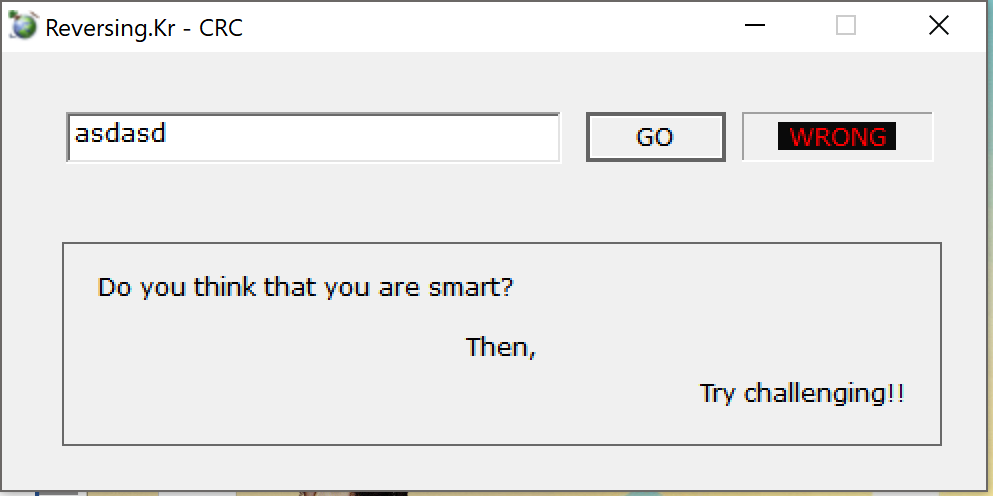 Reversing.Kr - CRC
asdasd GO WRONG
Do you think that you are smart?
Then,
Try challenging!!